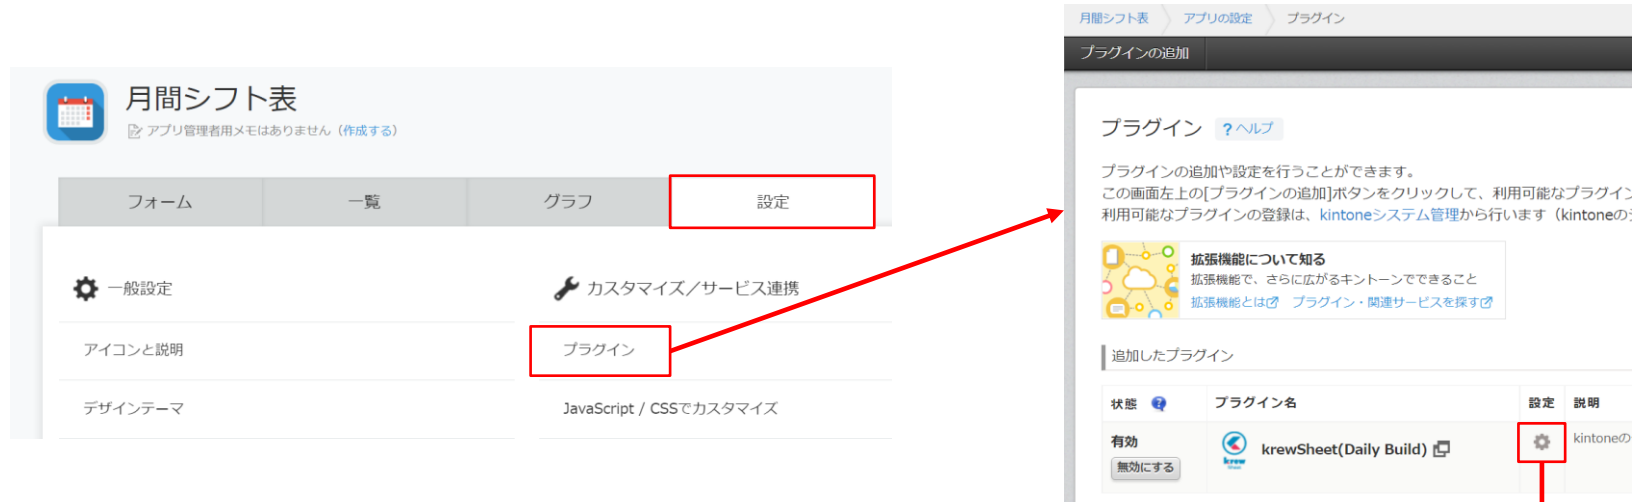 月間シフト表
アプリ管理者用メモはありません（作成する）
フォーム
一覧
グラフ
設定
一般設定
カスタマイズ／サービス連携
アイコンと説明
プラグイン
デザインテーマ
JavaScript / CSSでカスタマイズ
月間シフト表 アプリの設定 プラグイン
プラグインの追加
プラグイン ?ヘルプ
プラグインの追加や設定を行うことができます。
この画面左上の[プラグインの追加]ボタンをクリックして、利用可能なプラグイン
利用可能なプラグインの登録は、kintoneシステム管理から行います（kintoneの
拡張機能について知る
拡張機能で、さらに広がるキントーンでできること
拡張機能とは プラグイン・関連サービスを探す
追加したプラグイン
状態 ? プラグイン名 設定 説明
有効
無効にする
krew
krewSheet(Daily Build)
kintoneの